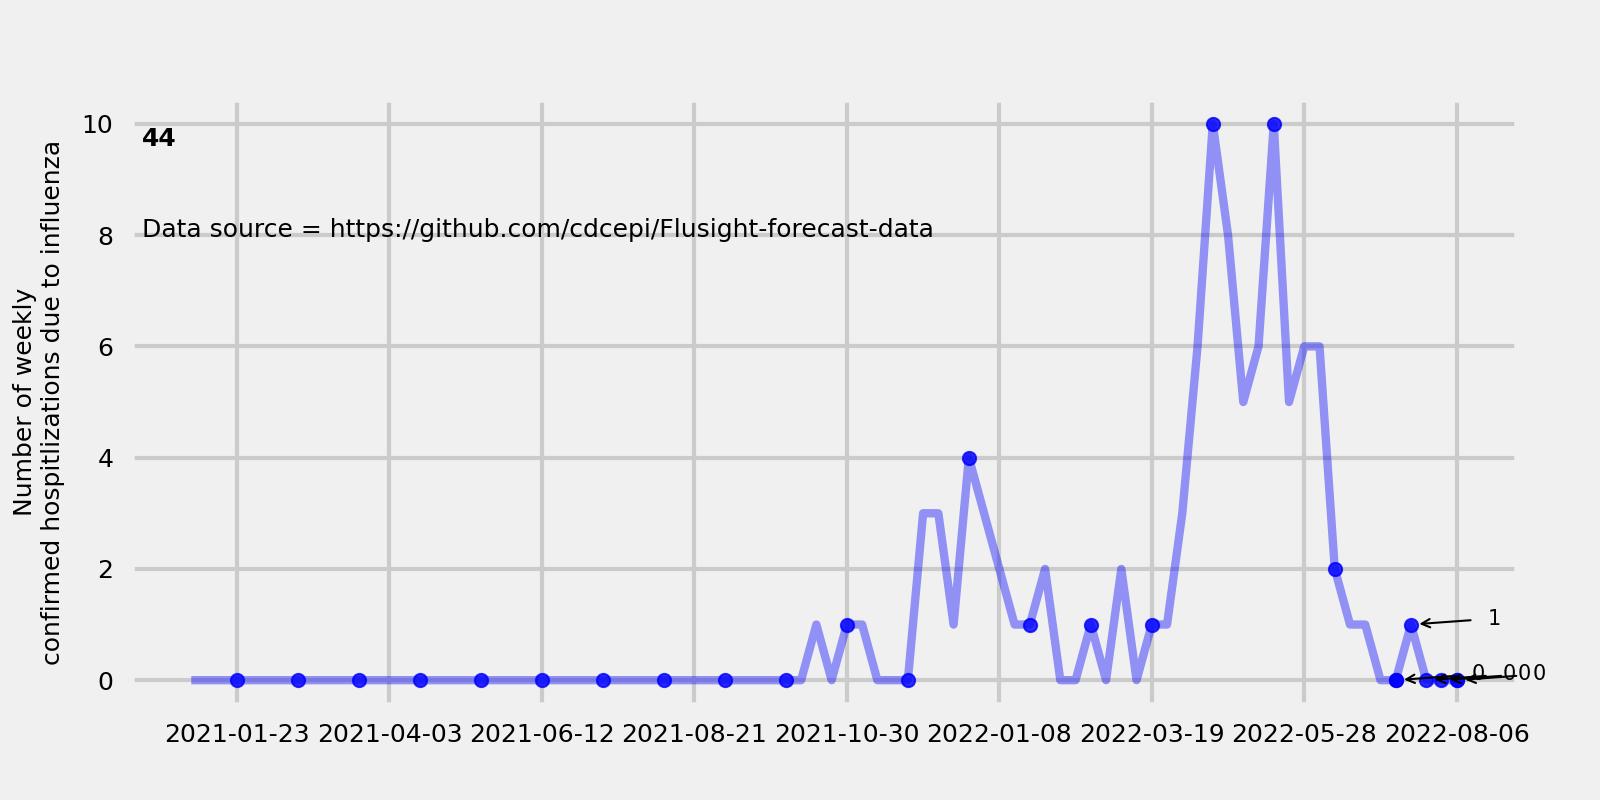 10
44
Data source = https://github.com/cdcepi/Flusight-forecast-data
8
6
4
2
0
Number of weekly
confirmed hospitlizations due to influenza
1
0 000
2021-01-23 2021-04-03 2021-06-12 2021-08-21 2021-10-30 2022-01-08 2022-03-19 2022-05-28 2022-08-06